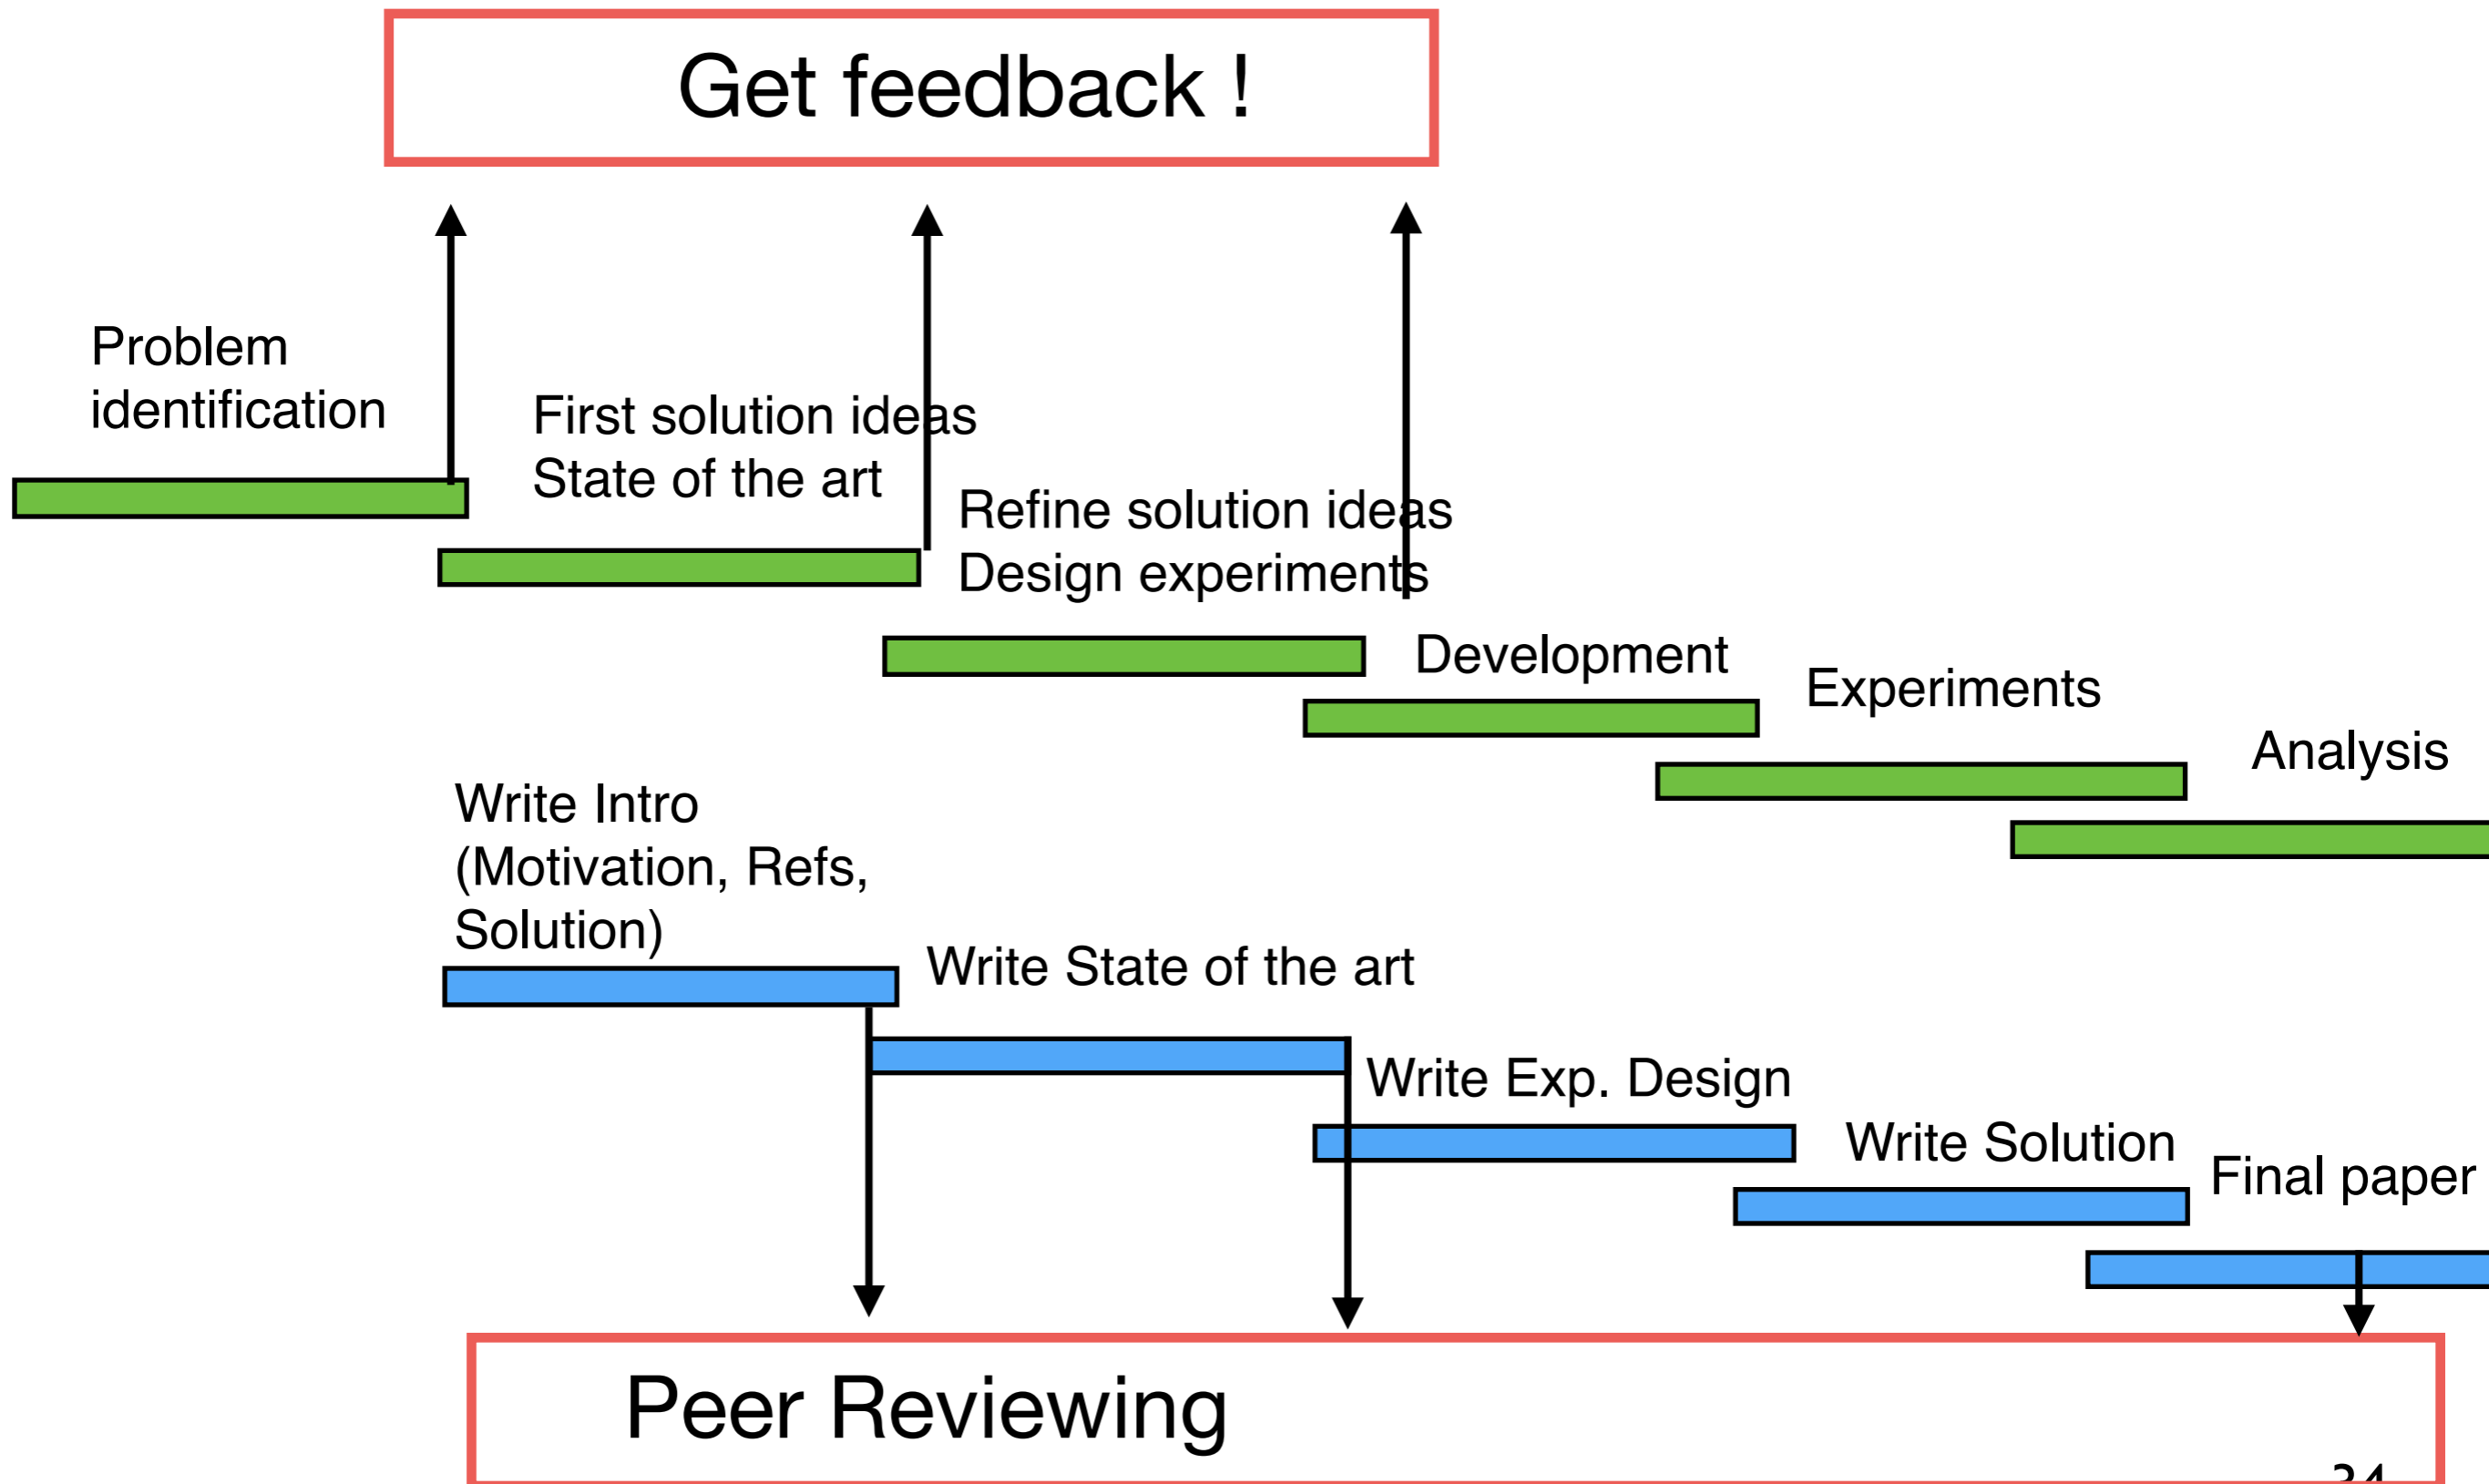 Get feedback !
Problem
identification
First solution ideas
State of the art
Refine solution ideas
Design experiments
Development
Experiments
Analysis
Write Intro
(Motivation, Refs,
Solution)
Write State of the art
Write Exp. Design
Write Solution
Final paper
Peer Reviewing
34